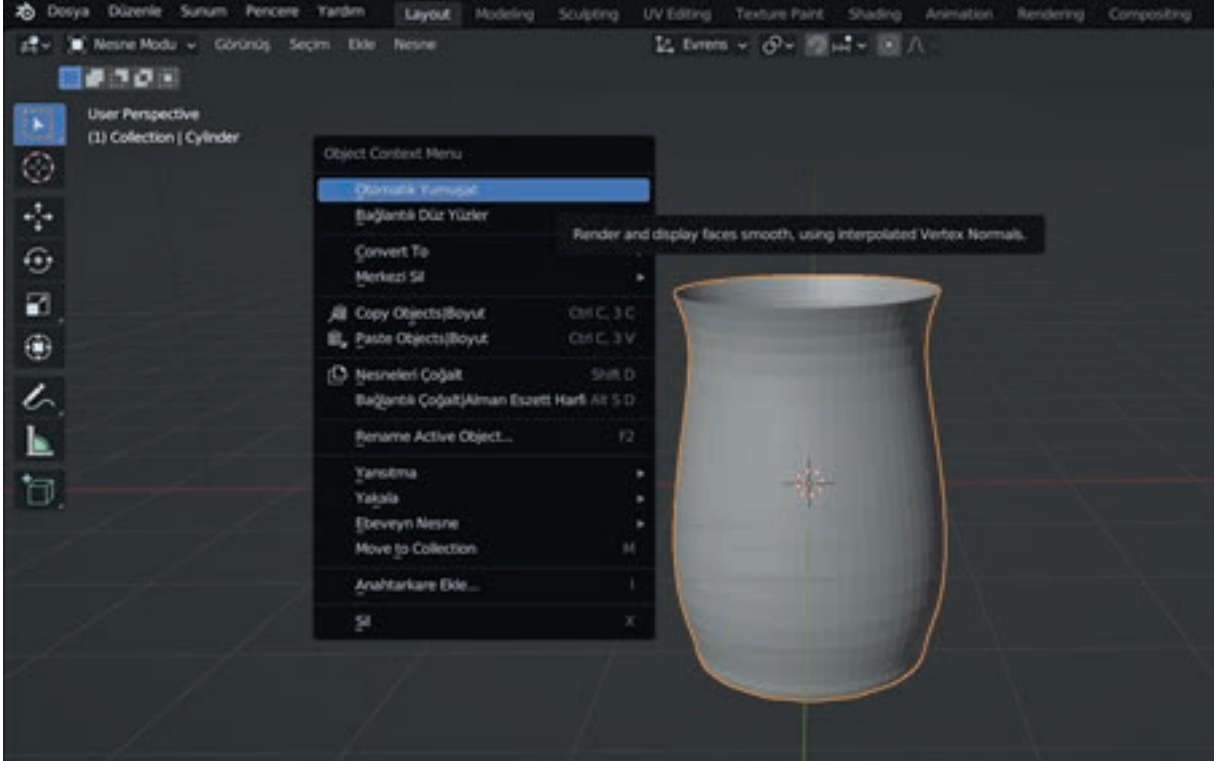 Dosya Düzenle Sunum Pencere Yardım Layout Modeling Sculpting UV Editing Texture Paint Shading Animation Rendering Compositing
Nesne Modu Görünüş Seçim Ekle Nesne Evrens
User Perspective
(1) Collection | Cylinder
Object Context Menu
Otomatik Yumuşat
Bağlantılı Düz Yüzler
Render and display faces smooth, using interpolated Vertex Normals.
Convert To
Merkezi Sil
Copy Objects|Boyut Ctrl C, 3 C
Paste Objects|Boyut Ctrl C, 3 V
Nesneleri Çoğalt Shift D
Bağlantılı Çoğalt|Alman Eszett Harfi Alt S D
Rename Active Object... F2
Yansıtma
Yakala
Ebeveyn Nesne
Move to Collection M
Anahtarkare Ekle... I
Sil X